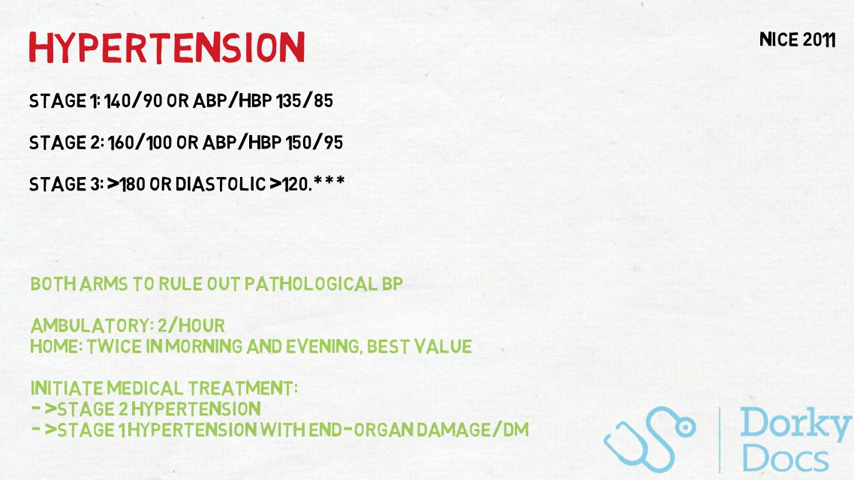 HYPERTENSION
NICE 2011
STAGE 1: 140/90 OR ABP/HBP 135/85
STAGE 2: 160/100 OR ABP/HBP 150/95
STAGE 3: >180 OR DIASTOLIC >120.***
BOTH ARMS TO RULE OUT PATHOLOGICAL BP
AMBULATORY: 2/HOUR
HOME: TWICE IN MORNING AND EVENING, BEST VALUE
INITIATE MEDICAL TREATMENT:
- >STAGE 2 HYPERTENSION
- >STAGE 1 HYPERTENSION WITH END-ORGAN DAMAGE/DM
Dorky
Docs